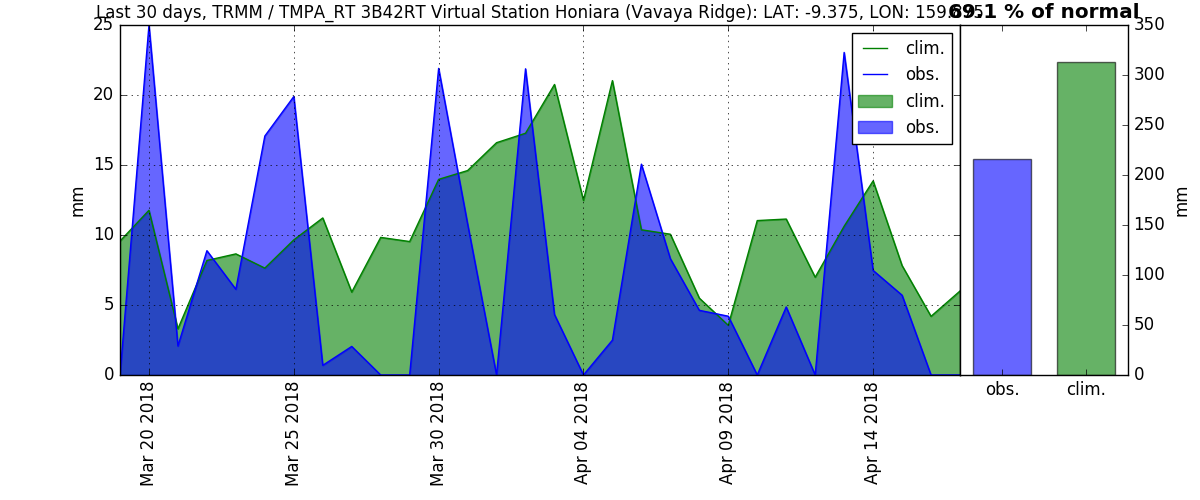 Last 30 days, TRMM / TMPA_RT 3B42RT Virtual Station Honiara (Vavaya Ridge): LAT: -9.375, LON:
69.1 % of normal
25
20
15
10
5
0
mm
clim.
obs.
clim.
obs.
350
300
250
200
150
100
50
0
mm
obs.
clim.
Mar 20 2018
Mar 25 2018
Mar 30 2018
Apr 04 2018
Apr 09 2018
Apr 14 2018